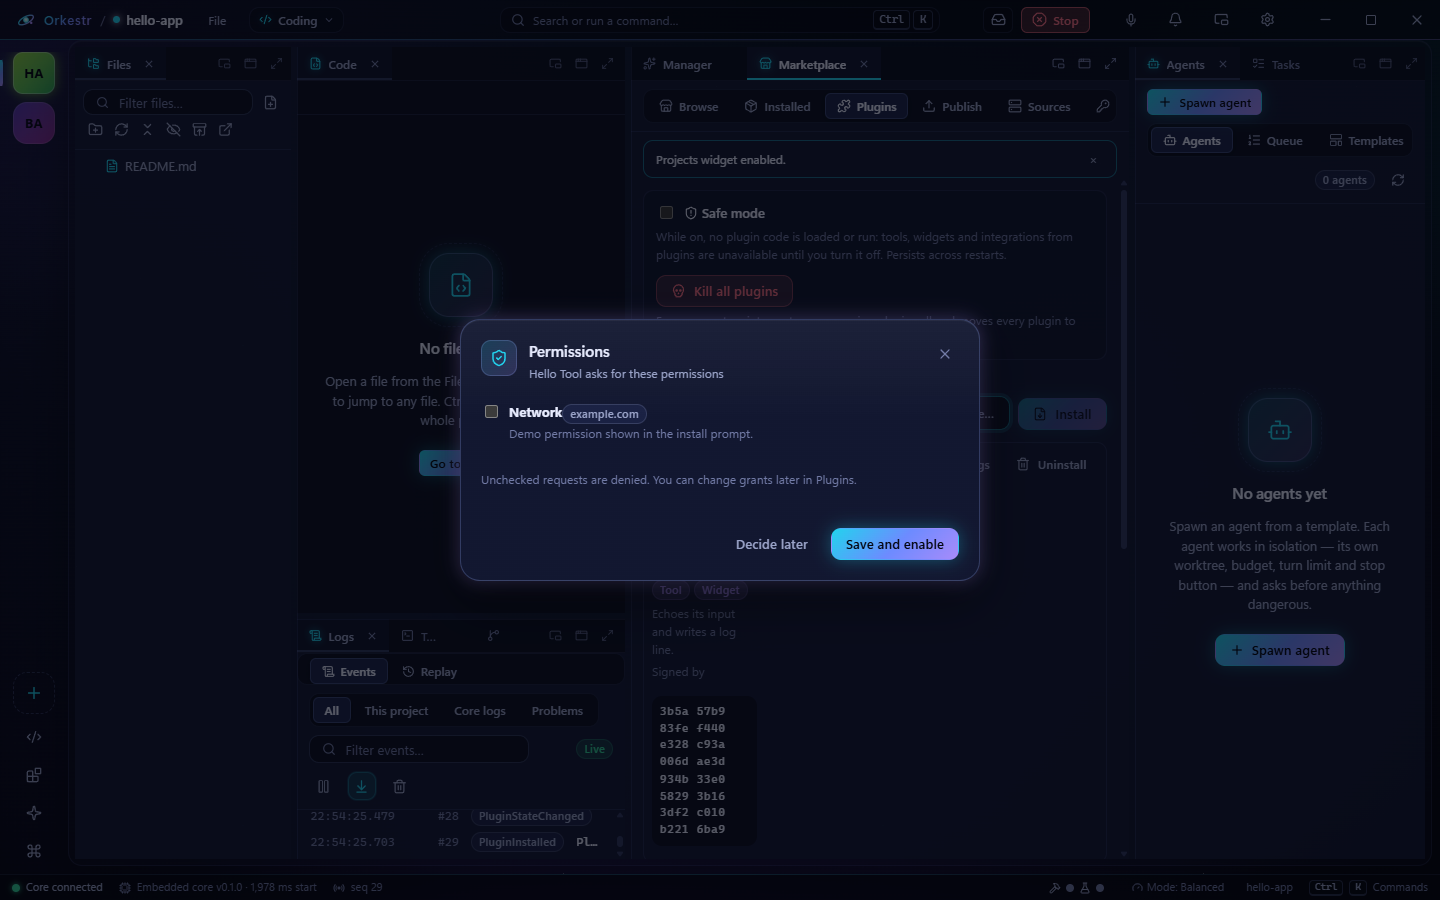 Orkestr / hello-app File Coding Search or run a command... Ctrl K Stop
HA
BA
Files
Filter files...
README.md
Code
No file
Open a file from the File
to jump to any file. Ctr
whole
Go to
Logs T...
Events Replay
All This project Core logs Problems
Filter events... Live
22:54:25.479 #28 PluginStateChanged
22:54:25.703 #29 PluginInstalled Pl...
Manager Marketplace
Browse Installed Plugins Publish Sources
Projects widget enabled.
Safe mode
While on, no plugin code is loaded or run: tools, widgets and integrations from
plugins are unavailable until you turn it off. Persists across restarts.
Kill all plugins
oves every plugin to
e... Install
gs Uninstall
Permissions
Hello Tool asks for these permissions
Network example.com
Demo permission shown in the install prompt.
Unchecked requests are denied. You can change grants later in Plugins.
Decide later Save and enable
Tool Widget
Echoes its input
and writes a log
line.
Signed by
3b5a 57b9
83fe f440
e328 c93a
006d ae3d
934b 33e0
5829 3b16
3df2 c010
b221 6ba9
Agents Tasks
Spawn agent
Agents Queue Templates
0 agents
No agents yet
Spawn an agent from a template. Each
agent works in isolation — its own
worktree, budget, turn limit and stop
button — and asks before anything
dangerous.
Spawn agent
Core connected Embedded core v0.1.0 · 1,978 ms start seq 29 Mode: Balanced hello-app Ctrl K Commands